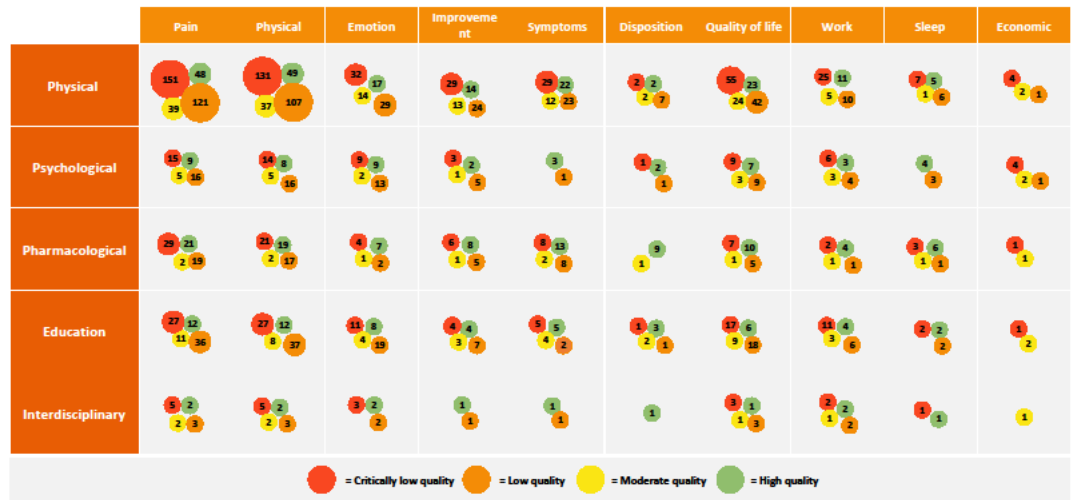 Pain Physical Emotion Improveme nt Symptoms Disposition Quality of life Work Sleep Economic
Physical
151 48 131 49 32 17 29 14 29 22 2 2 55 23 25 11 7 5 4
39 121 37 107 14 29 13 24 12 23 2 7 24 42 5 10 1 6 2 1
Psychological
15 9 14 8 9 9 3 2 3 1 2 9 7 6 3 4 4
5 16 5 16 2 13 1 5 1 1 3 9 3 4 3 2 1
Pharmacological
29 21 21 19 4 7 6 8 8 13 9 7 10 2 4 3 6 1
2 19 2 17 1 2 1 5 2 8 1 1 5 1 1 1 1 1
Education
27 12 27 12 11 8 4 4 5 5 1 3 17 6 11 4 2 2 1
11 36 8 37 4 19 3 7 4 2 2 1 9 18 3 6 2 2
Interdisciplinary
5 2 5 2 3 2 1 1 1 3 1 2 2 1 1 1
2 3 2 3 2 1 1 1 3 1 2
= Critically low quality = Low quality = Moderate quality = High quality